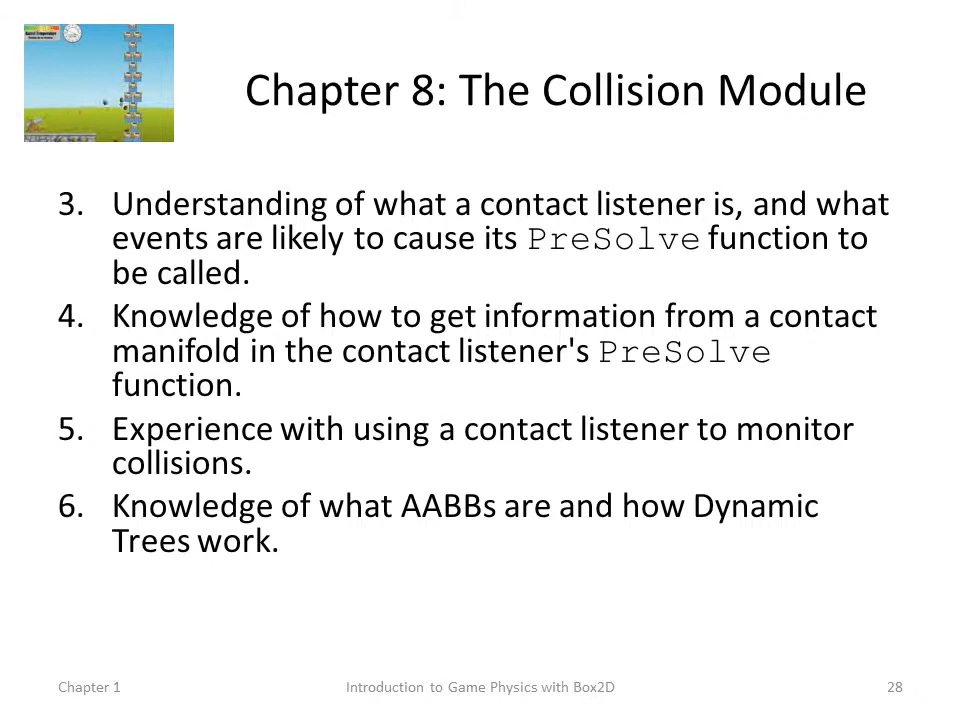 Chapter 8: The Collision Module
3. Understanding of what a contact listener is, and what
events are likely to cause its PreSolve function to
be called.
4. Knowledge of how to get information from a contact
manifold in the contact listener's PreSolve
function.
5. Experience with using a contact listener to monitor
collisions.
6. Knowledge of what AABBs are and how Dynamic
Trees work.
Chapter 1
Introduction to Game Physics with Box2D
28